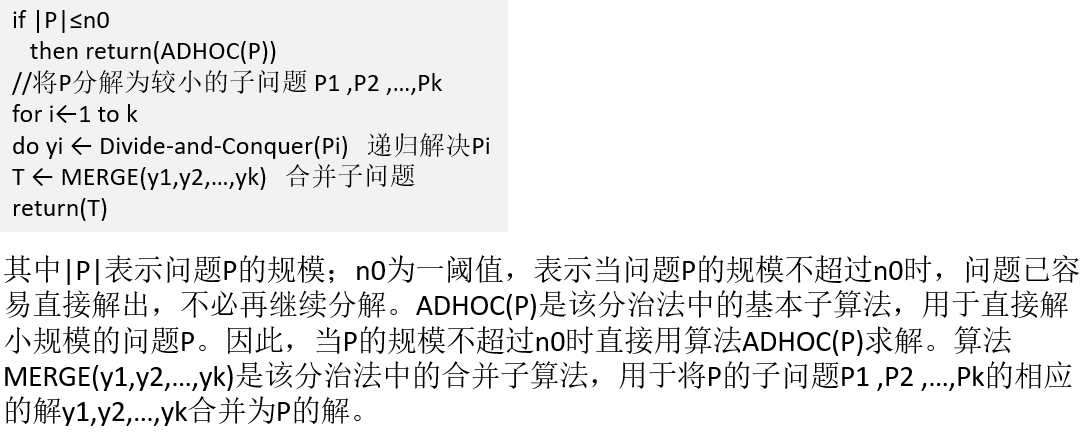 if |P|≤n0
then return(ADHOC(P))
//将P分解为较小的子问题 P1 ,P2 ,...,Pk
for i←1 to k
do yi ← Divide-and-Conquer(Pi) 递归解决Pi
T ← MERGE(y1,y2,...,yk) 合并子问题
return(T)
其中|P|表示问题P的规模；n0为一阈值，表示当问题P的规模不超过n0时，问题已容
易直接解出，不必再继续分解。ADHOC(P)是该分治法中的基本子算法，用于直接解
小规模的问题P。因此，当P的规模不超过n0时直接用算法ADHOC(P)求解。算法
MERGE(y1,y2,...,yk)是该分治法中的合并子算法，用于将P的子问题P1 ,P2 ,...,Pk的相应
的解y1,y2,...,yk合并为P的解。